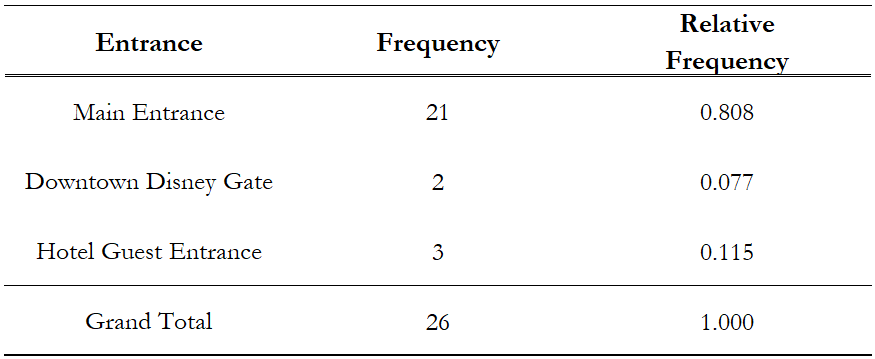 Entrance Frequency Relative Frequency
Main Entrance 21 0.808
Downtown Disney Gate 2 0.077
Hotel Guest Entrance 3 0.115
Grand Total 26 1.000